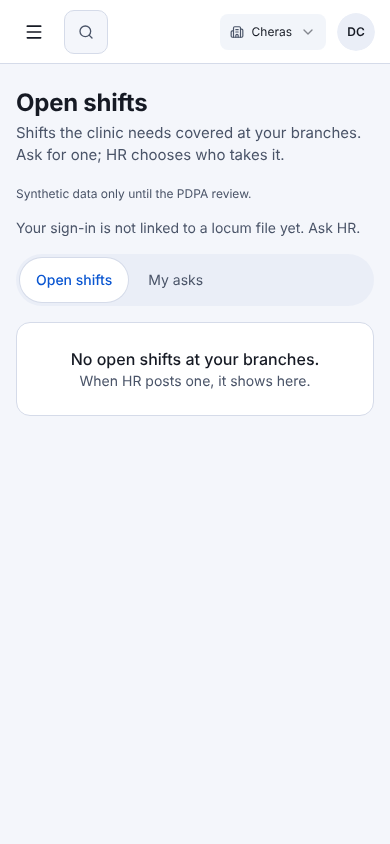 Cheras
DC
Open shifts
Shifts the clinic needs covered at your branches.
Ask for one; HR chooses who takes it.
Synthetic data only until the PDPA review.
Your sign-in is not linked to a locum file yet. Ask HR.
Open shifts
My asks
No open shifts at your branches.
When HR posts one, it shows here.